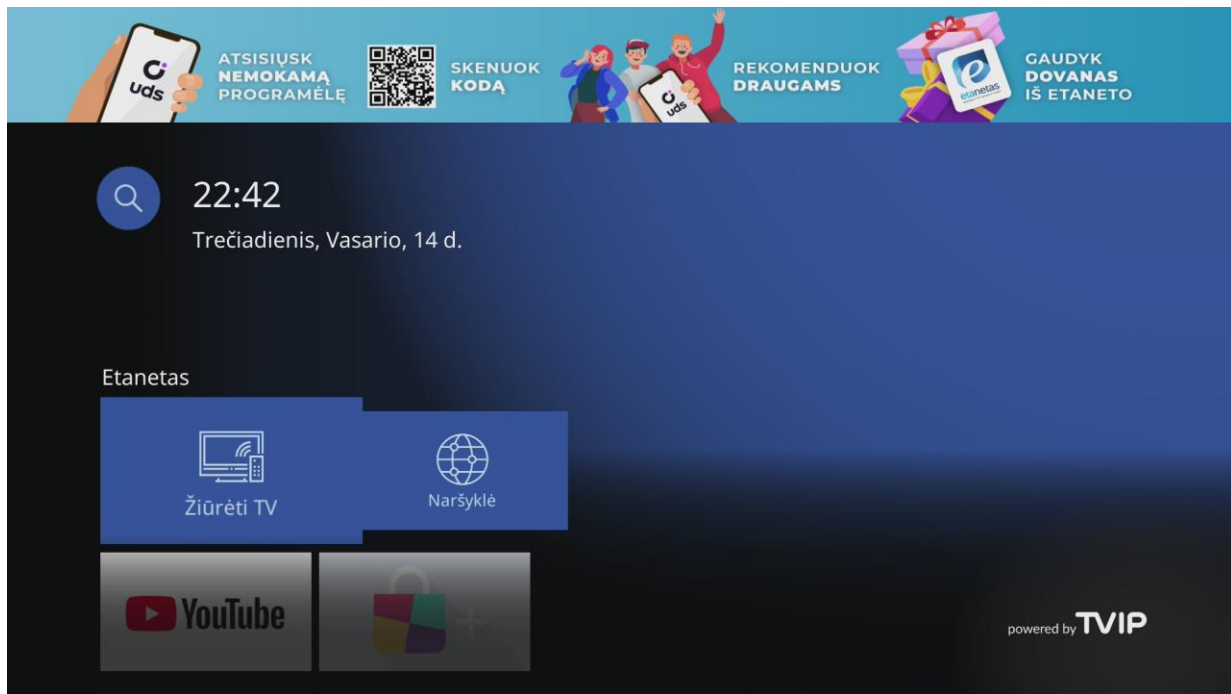 uds
ATSISIŲSK
NEMOKAMĄ
PROGRAMĖLĘ
SKENUOK
KODĄ
uds
REKOMENDUOK
DRAUGAMS
etanetas
GAUDYK
DOVANAS
IŠ ETANETO
22:42
Trečiadienis, Vasario, 14 d.
Etanetas
Žiūrėti TV
Naršyklė
YouTube
powered by TVIP